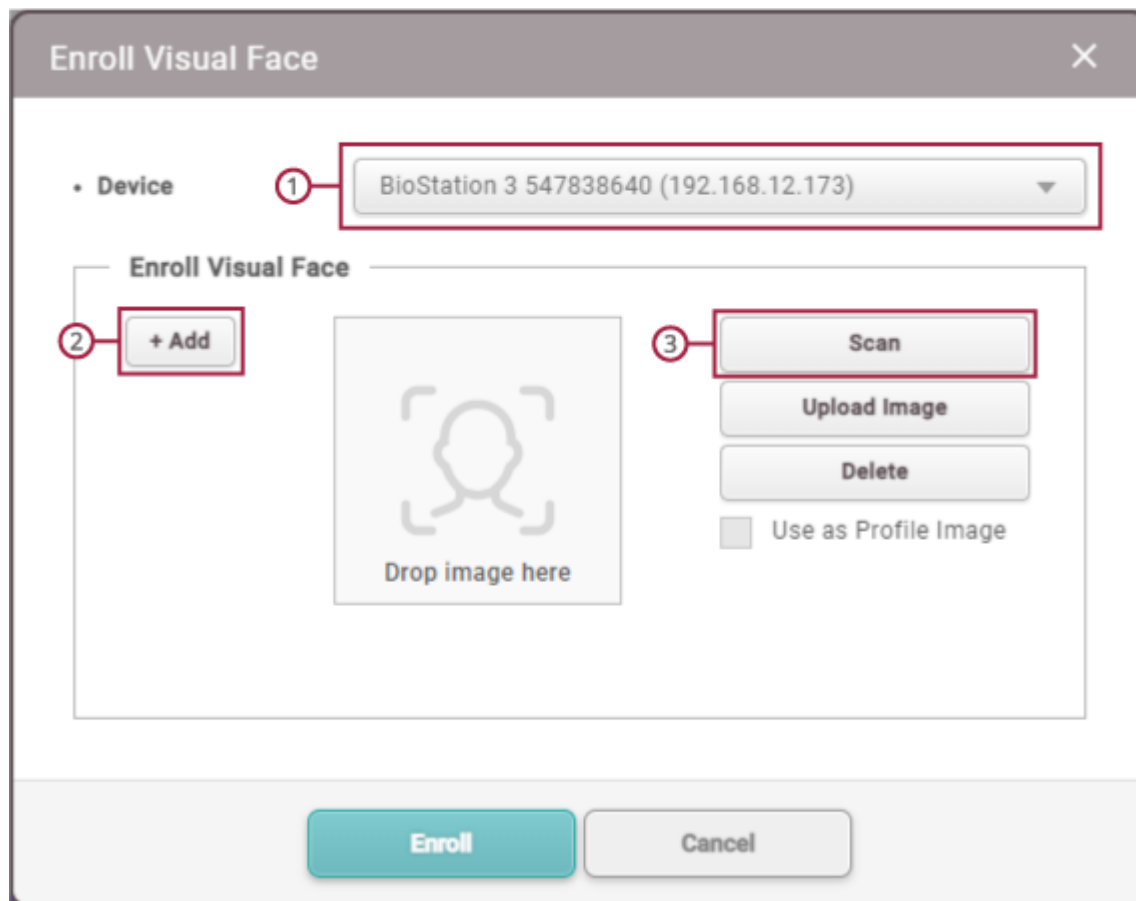 Enroll Visual Face
• Device
1
BioStation 3 547838640 (192.168.12.173)
Enroll Visual Face
2
+ Add
3
Scan
Upload Image
Delete
Use as Profile Image
Drop image here
Enroll
Cancel